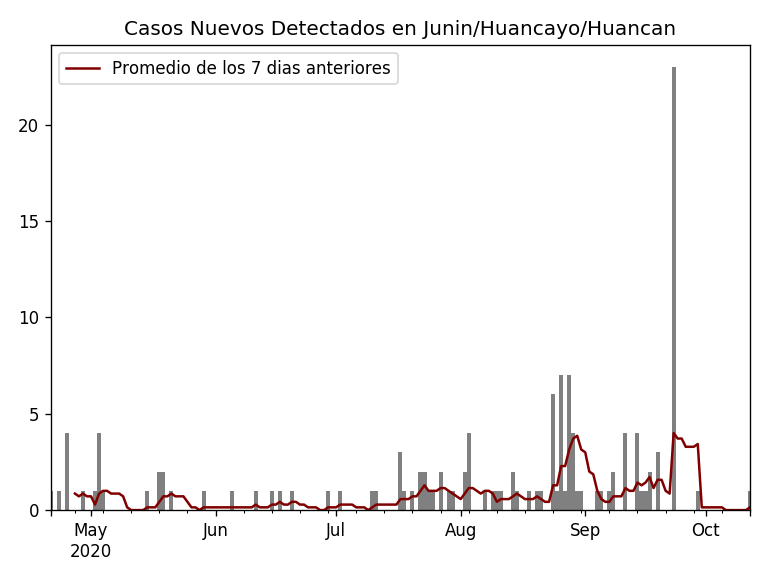 Casos Nuevos Detectados en Junin/Huancayo/Huancan
Promedio de los 7 dias anteriores
20
15
10
5
0
May Jun Jul Aug Sep Oct
2020